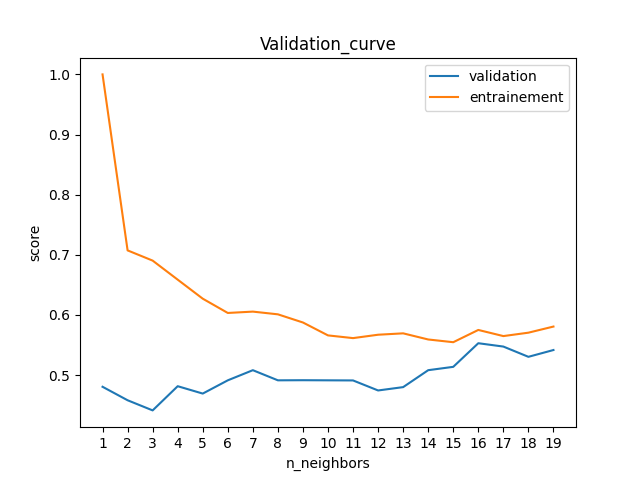 Validation_curve
validation
entrainement
1.0
0.9
0.8
0.7
0.6
0.5
score
1 2 3 4 5 6 7 8 9 10 11 12 13 14 15 16 17 18 19
n_neighbors